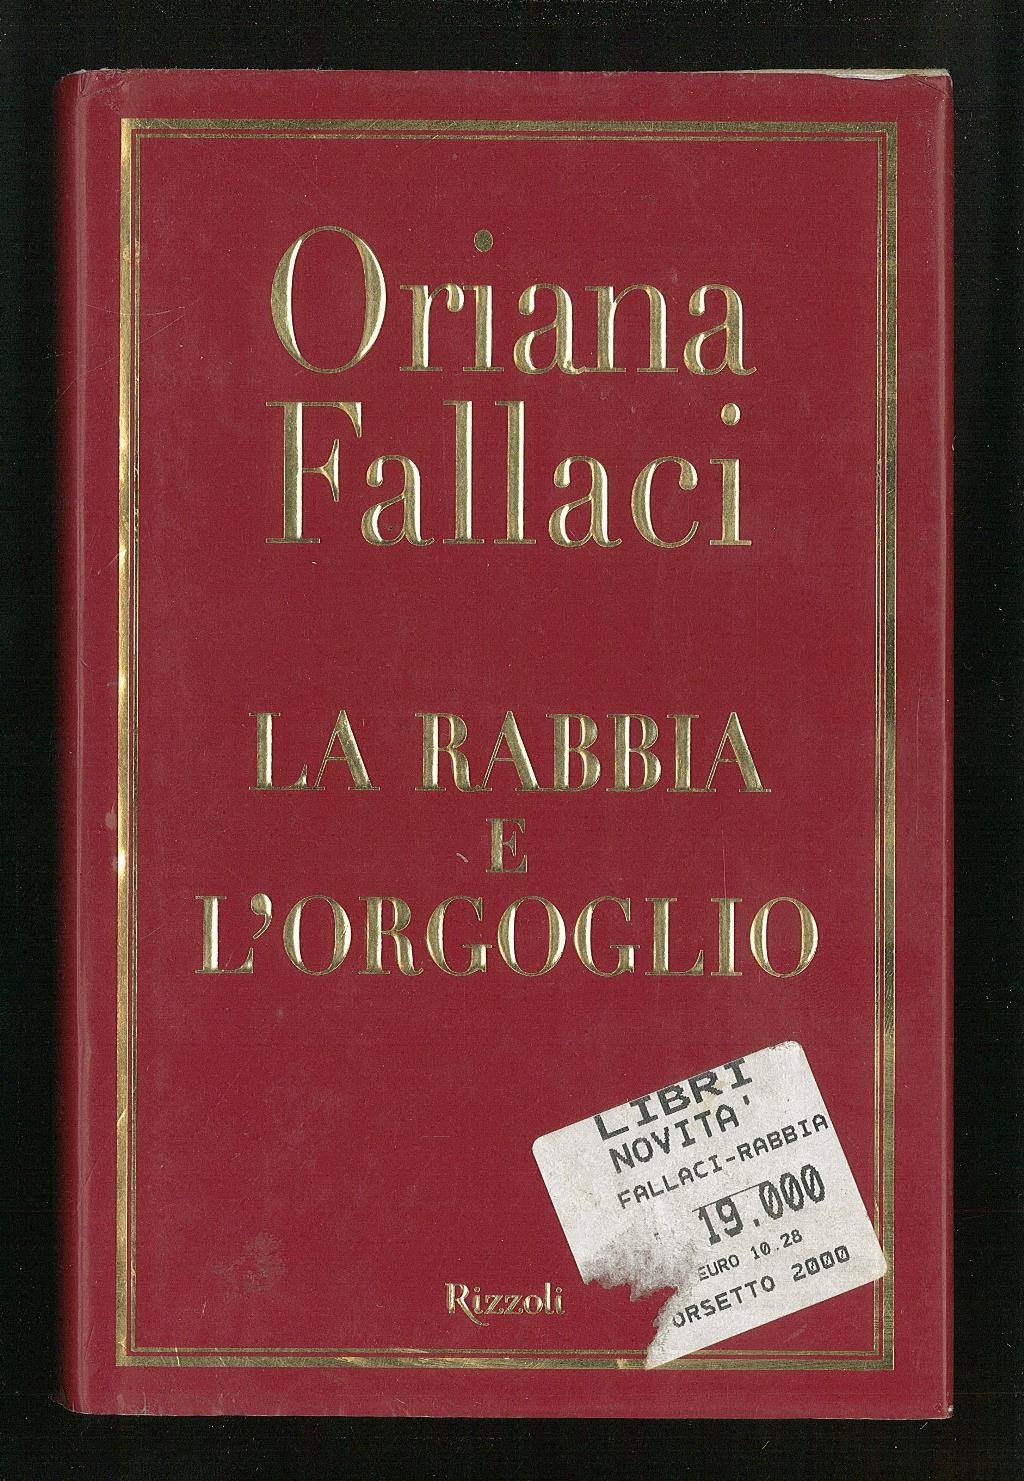 Oriana
Fallaci
LA RABBIA
E
L'ORGOGLIO
LIBRI
NOVITA'
FALLACI-RABBIA
19.000
EURO 10.28
ORSETTO 2000
Rizzoli